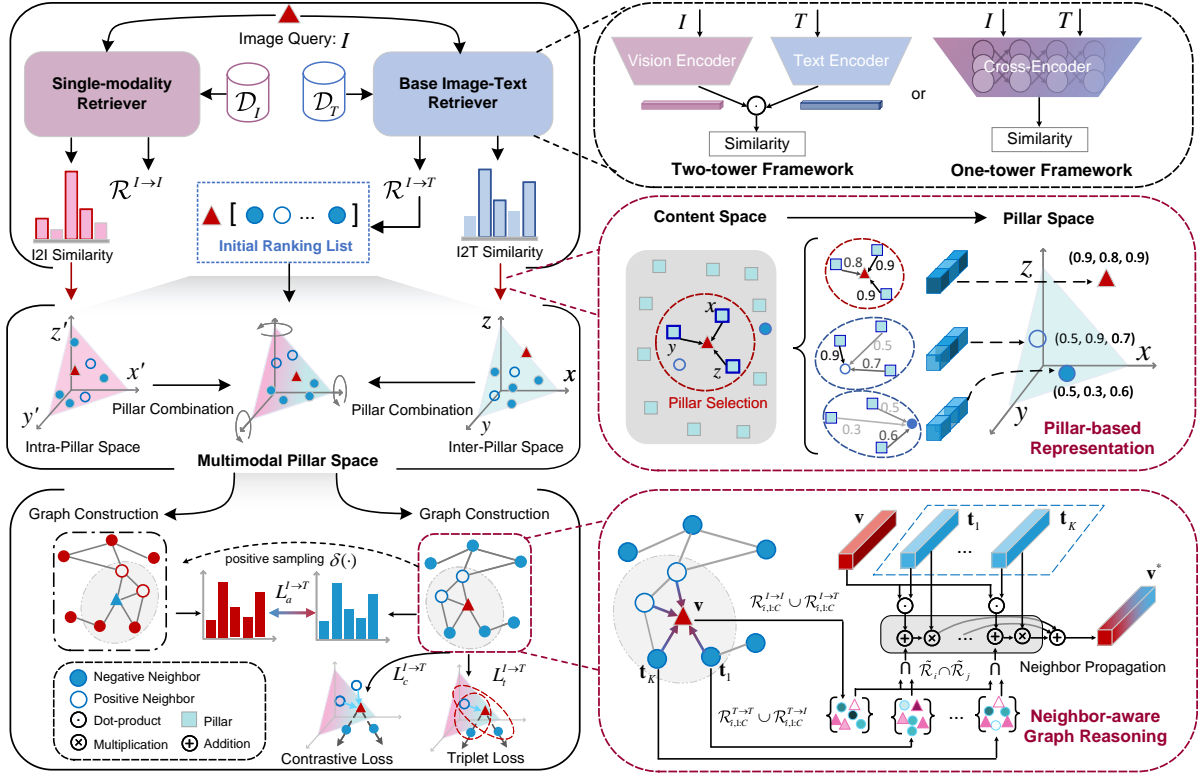 Image Query: I
Single-modality
Retriever
D_I
D_T
Base Image-Text
Retriever
R^{I→I}
R^{I→T}
[ ... ]
Initial Ranking List
I2I Similarity
I2T Similarity
I
T
Vision Encoder
Text Encoder
Similarity
Two-tower Framework
or
I
T
Cross-Encoder
Similarity
One-tower Framework
z'
x'
y'
Intra-Pillar Space
Pillar Combination
Pillar Combination
z
x
y
Inter-Pillar Space
Multimodal Pillar Space
Content Space
Pillar Space
x
y
z
Pillar Selection
0.8
0.9
0.9
0.9
0.5
0.7
0.5
0.3
0.6
z
(0.9, 0.8, 0.9)
(0.5, 0.9, 0.7)
x
(0.5, 0.3, 0.6)
y
Pillar-based
Representation
Graph Construction
Graph Construction
positive sampling δ(·)
L_a^{I→T}
L_c^{I→T}
L_t^{I→T}
Negative Neighbor
Positive Neighbor
Dot-product
Pillar
Multiplication
Addition
Contrastive Loss
Triplet Loss
v
t_K
t_1
R_{i,1:C}^{I→I} ∪ R_{i,1:C}^{I→T}
R_{i,1:C}^{T→T} ∪ R_{i,1:C}^{T→I}
v
t_1
t_K
...
v*
...
Neighbor Propagation
∩ R̃_i ∩ R̃_j ∩
{ } { } ... { }
Neighbor-aware
Graph Reasoning